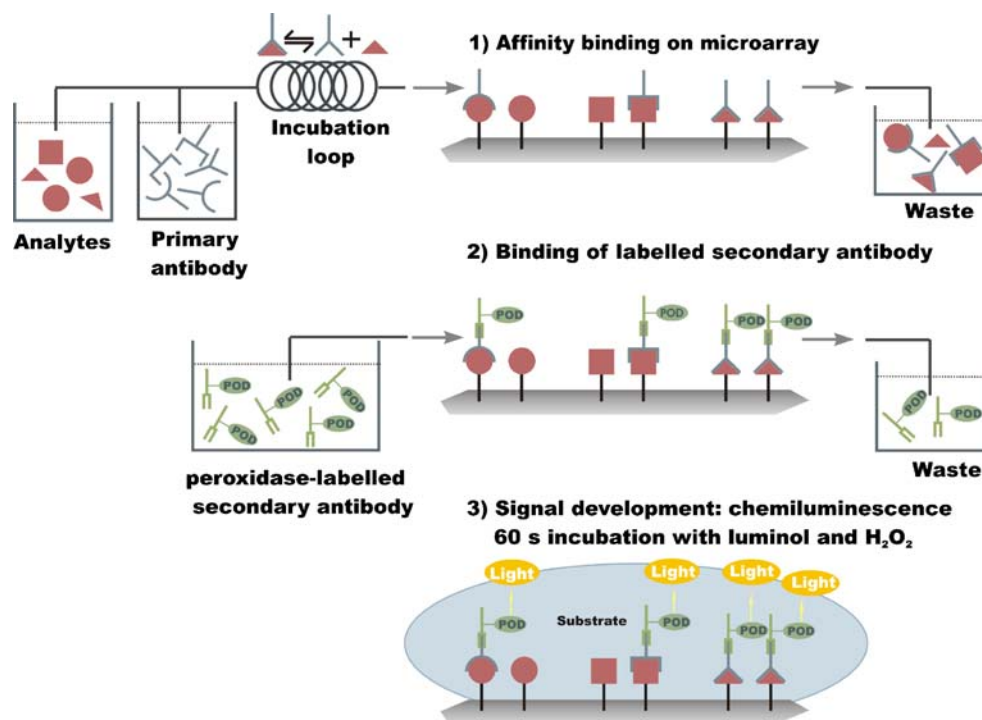 1) Affinity binding on microarray
+
Incubation
loop
Analytes
Primary
antibody
Waste
2) Binding of labelled secondary antibody
POD
POD
POD
POD
POD
POD
POD
POD
POD
POD
POD
peroxidase-labelled
secondary antibody
Waste
3) Signal development: chemiluminescence
60 s incubation with luminol and H₂O₂
Light
Light
Light
Light
Substrate
POD
POD
POD
POD